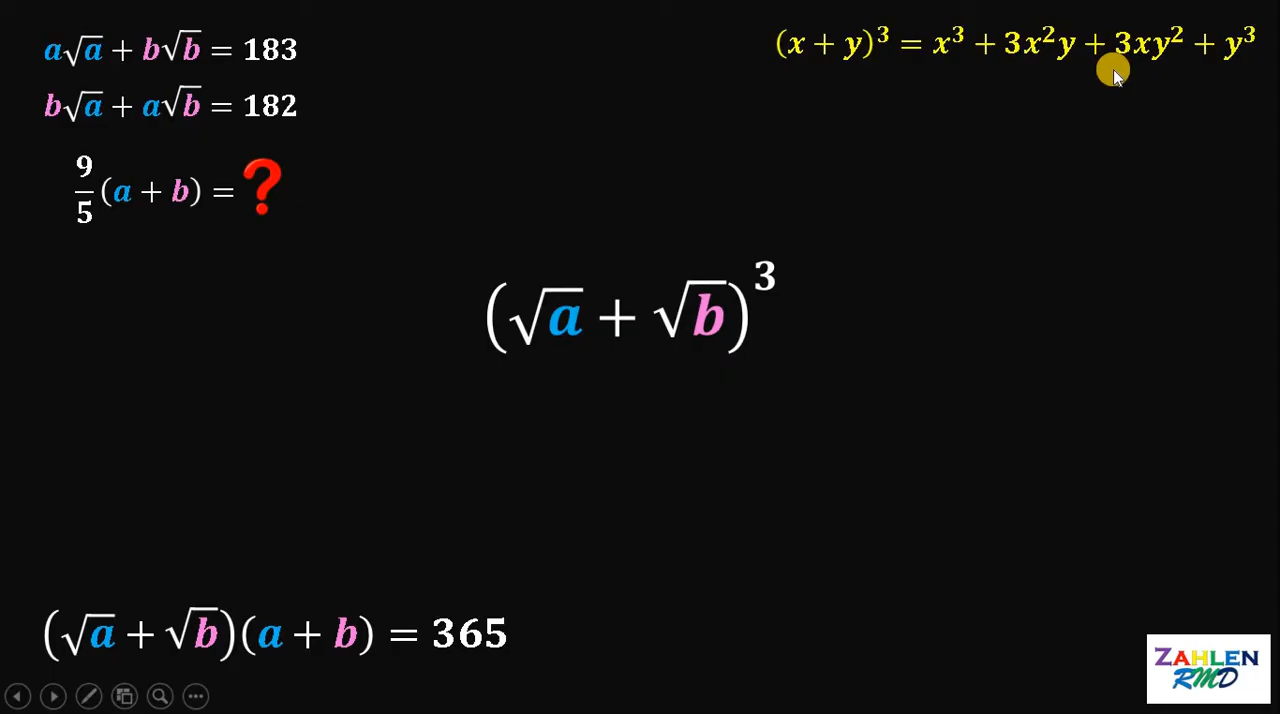 a√a + b√b = 183
(x + y)³ = x³ + 3x²y + 3xy² + y³
b√a + a√b = 182
9/5 (a + b) = ❓
(√a + √b)³
(√a + √b)(a + b) = 365
ZAHLEN
RMD